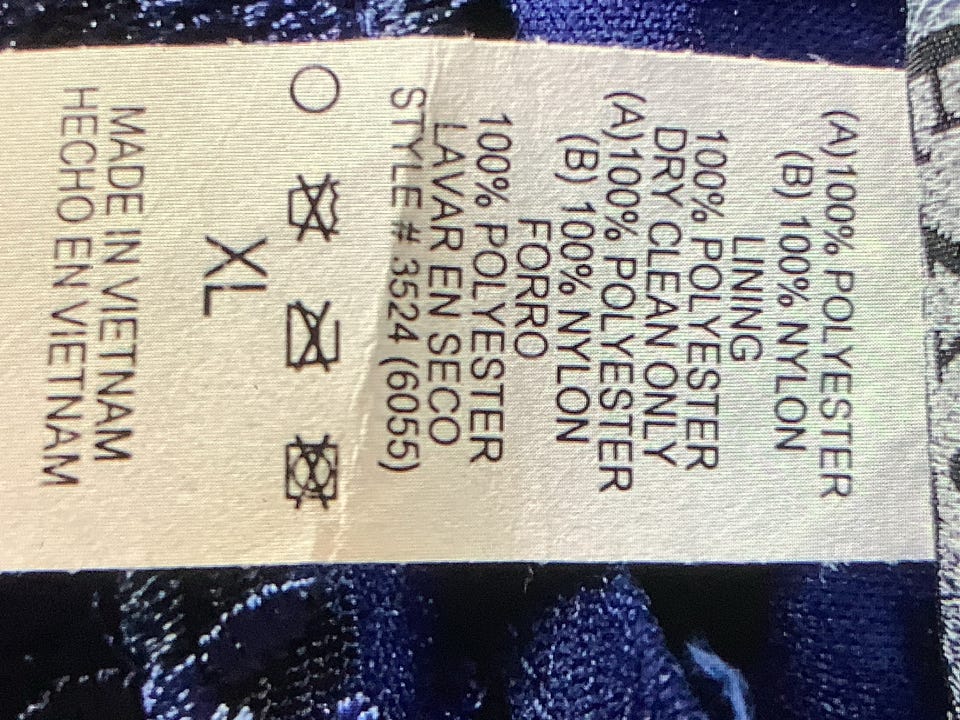 (A)100% POLYESTER
(B) 100% NYLON
LINING
100% POLYESTER
DRY CLEAN ONLY
(A)100% POLYESTER
(B) 100% NYLON
FORRO
100% POLYESTER
LAVAR EN SECO
STYLE # 3524 (6055)
XL
MADE IN VIETNAM
HECHO EN VIETNAM